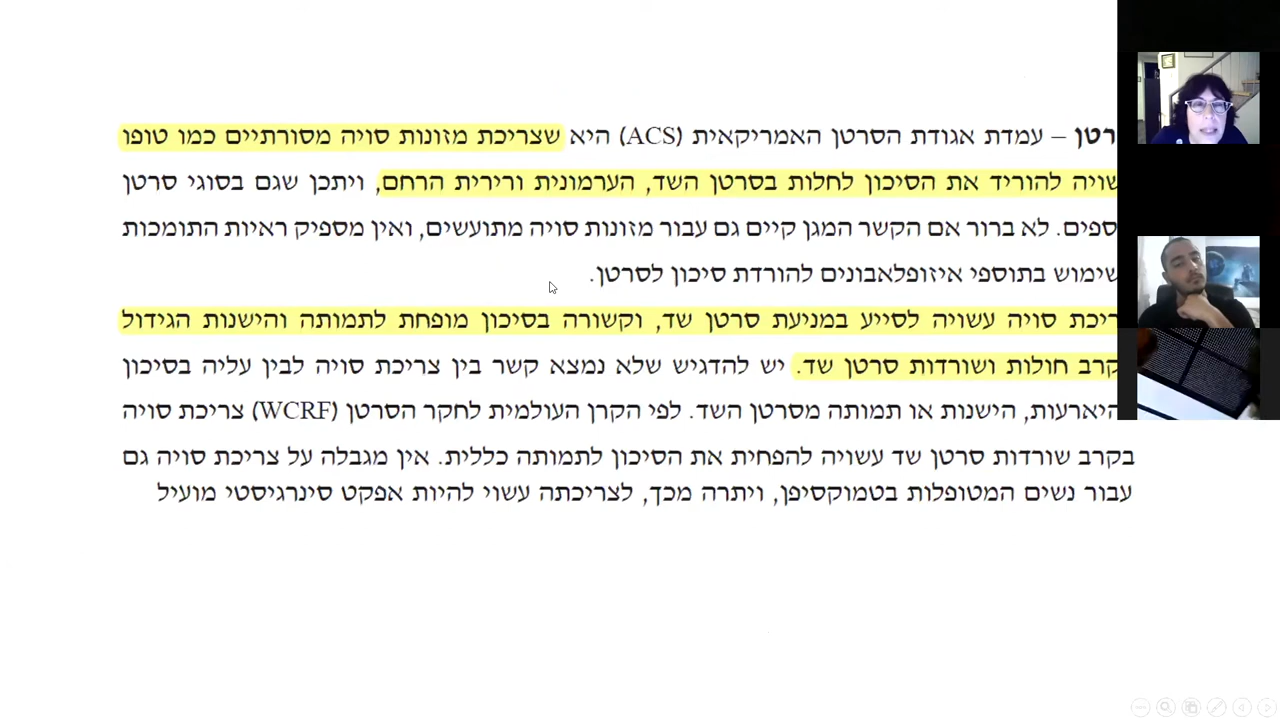 רטן – עמדת אגודת הסרטן האמריקאית (ACS) היא שצריכת מזונות סויה מסורתיים כמו טופו
שויה להוריד את הסיכון לחלות בסרטן השד, הערמונית ורירית הרחם, ויתכן שגם בסוגי סרטן
ספים. לא ברור אם הקשר המגן קיים גם עבור מזונות סויה מתועשים, ואין מספיק ראיות התומכות
שימוש בתוספי איזופלאבונים להורדת סיכון לסרטן.
ריכת סויה עשויה לסייע במניעת סרטן שד, וקשורה בסיכון מופחת לתמותה והישנות הגידול
קרב חולות ושורדות סרטן שד. יש להדגיש שלא נמצא קשר בין צריכת סויה לבין עליה בסיכון
היארעות, הישנות או תמותה מסרטן השד. לפי הקרן העולמית לחקר הסרטן (WCRF) צריכת סויה
בקרב שורדות סרטן שד עשויה להפחית את הסיכון לתמותה כללית. אין מגבלה על צריכת סויה גם
עבור נשים המטופלות בטמוקסיפן, ויתרה מכך, לצריכתה עשוי להיות אפקט סינרגיסטי מועיל